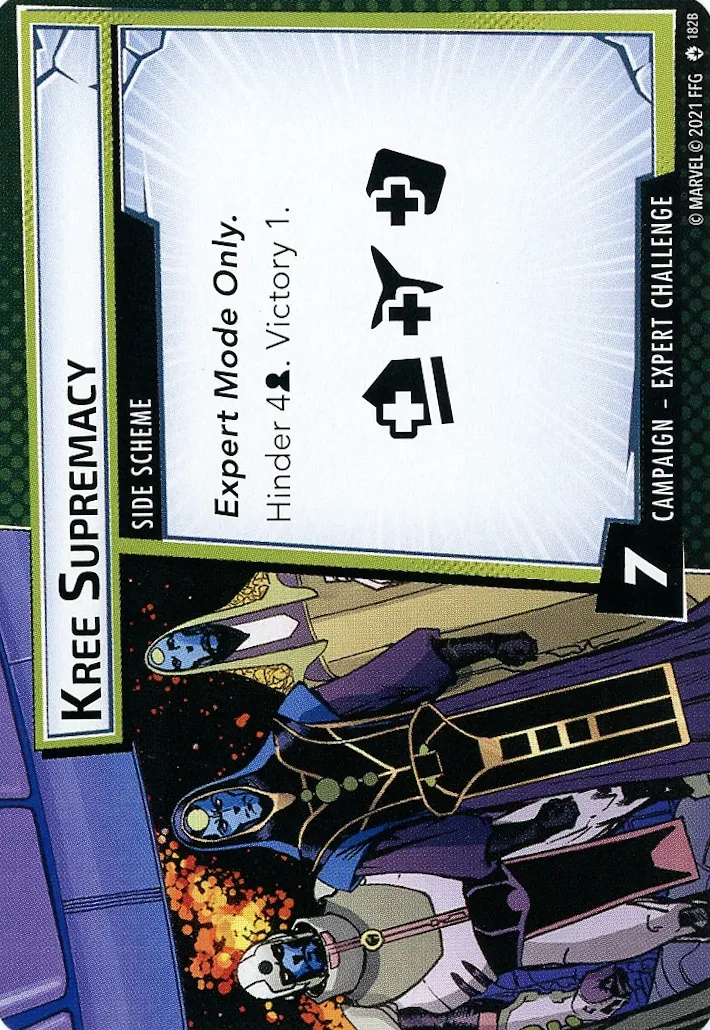 KREE SUPREMACY
SIDE SCHEME
Expert Mode Only.
Hinder 4. Victory 1.
7
CAMPAIGN – EXPERT CHALLENGE
© MARVEL © 2021 FFG 182B